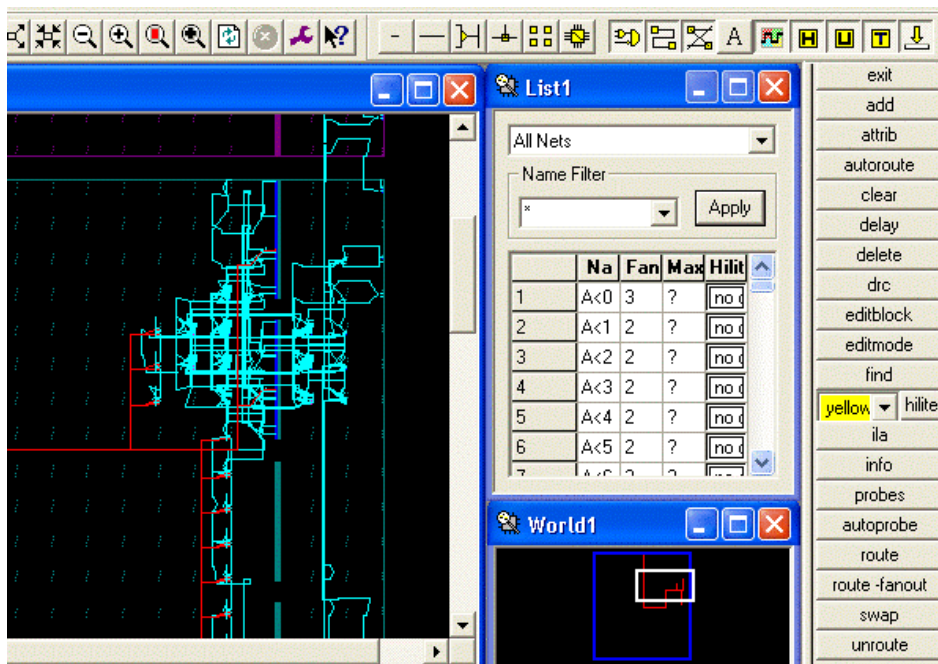 A
H
U
T
List1
All Nets
Name Filter
*
Apply
Na Fan Max Hilit
1 A<0 3 ?
2 A<1 2 ?
3 A<2 2 ?
4 A<3 2 ?
5 A<4 2 ?
6 A<5 2 ?
World1
exit
add
attrib
autoroute
clear
delay
delete
drc
editblock
editmode
find
yellow hilite
ila
info
probes
autoprobe
route
route -fanout
swap
unroute